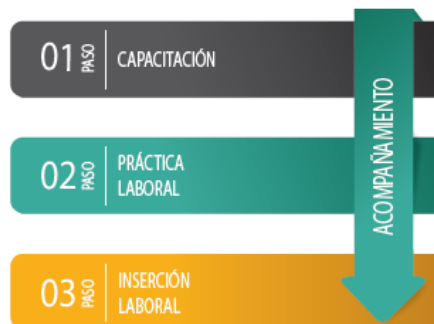 01 PASO CAPACITACIÓN
02 PASO PRÁCTICA
LABORAL
03 PASO INSERCIÓN
LABORAL
ACOMPAÑAMIENTO